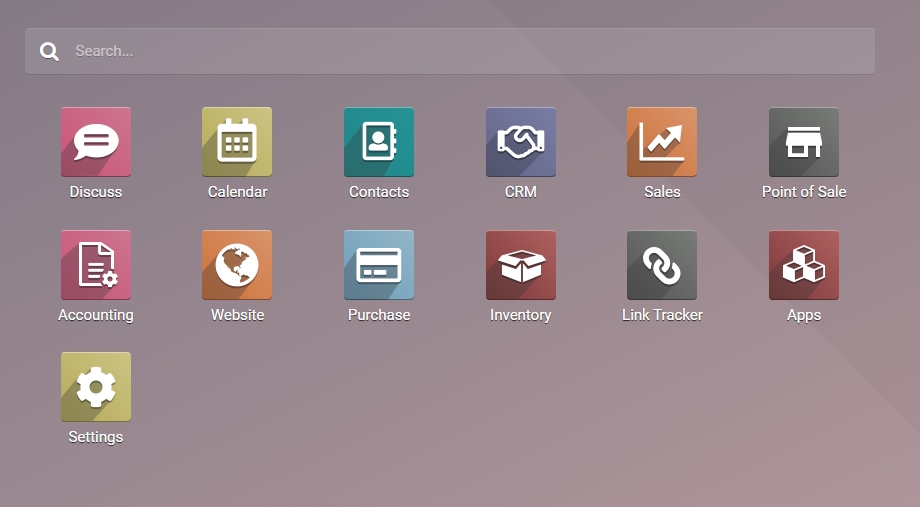 Search...
Discuss
Calendar
Contacts
CRM
Sales
Point of Sale
Accounting
Website
Purchase
Inventory
Link Tracker
Apps
Settings